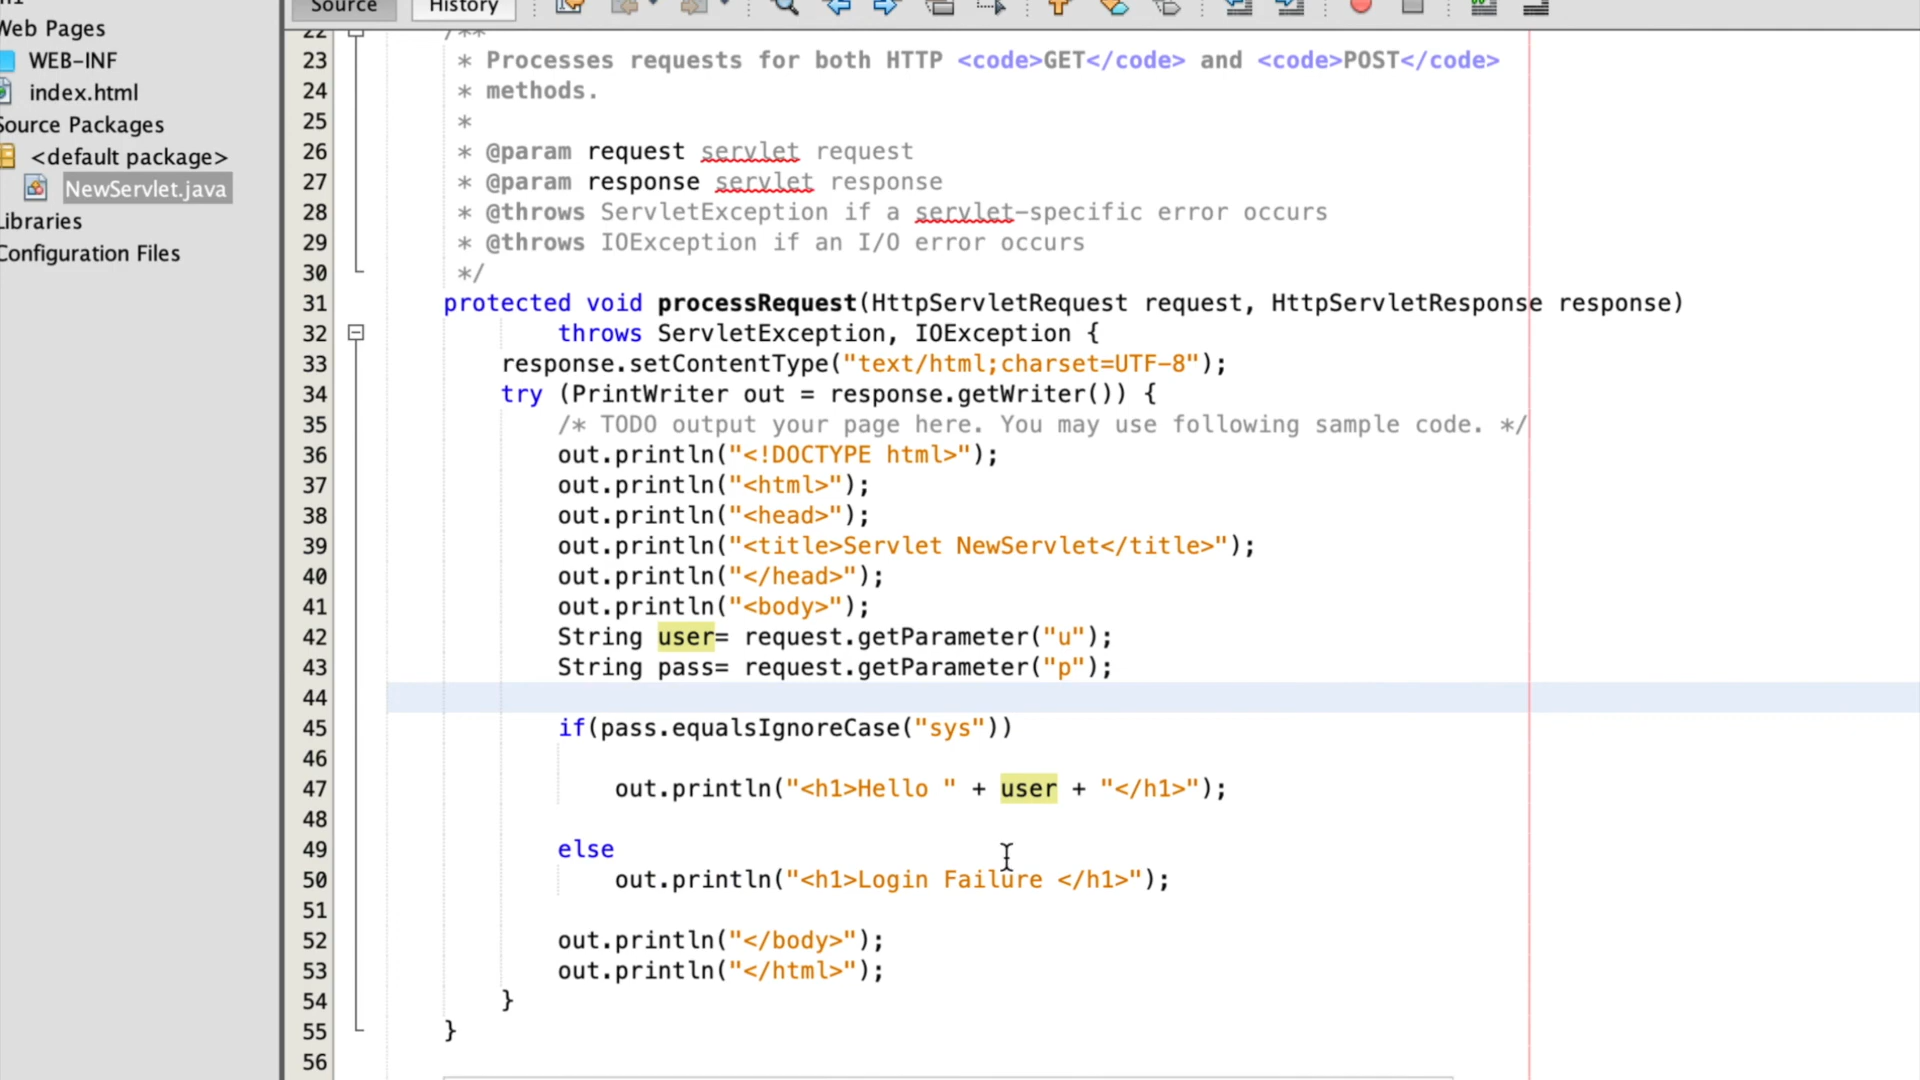 Source History
Web Pages
WEB-INF
index.html
Source Packages
<default package>
NewServlet.java
Libraries
Configuration Files
22 /**
23 * Processes requests for both HTTP <code>GET</code> and <code>POST</code>
24 * methods.
25 *
26 * @param request servlet request
27 * @param response servlet response
28 * @throws ServletException if a servlet-specific error occurs
29 * @throws IOException if an I/O error occurs
30 */
31 protected void processRequest(HttpServletRequest request, HttpServletResponse response)
32 throws ServletException, IOException {
33 response.setContentType("text/html;charset=UTF-8");
34 try (PrintWriter out = response.getWriter()) {
35 /* TODO output your page here. You may use following sample code. */
36 out.println("<!DOCTYPE html>");
37 out.println("<html>");
38 out.println("<head>");
39 out.println("<title>Servlet NewServlet</title>");
40 out.println("</head>");
41 out.println("<body>");
42 String user= request.getParameter("u");
43 String pass= request.getParameter("p");
44
45 if(pass.equalsIgnoreCase("sys"))
46
47 out.println("<h1>Hello " + user + "</h1>");
48
49 else
50 out.println("<h1>Login Failure </h1>");
51
52 out.println("</body>");
53 out.println("</html>");
54 }
55 }
56